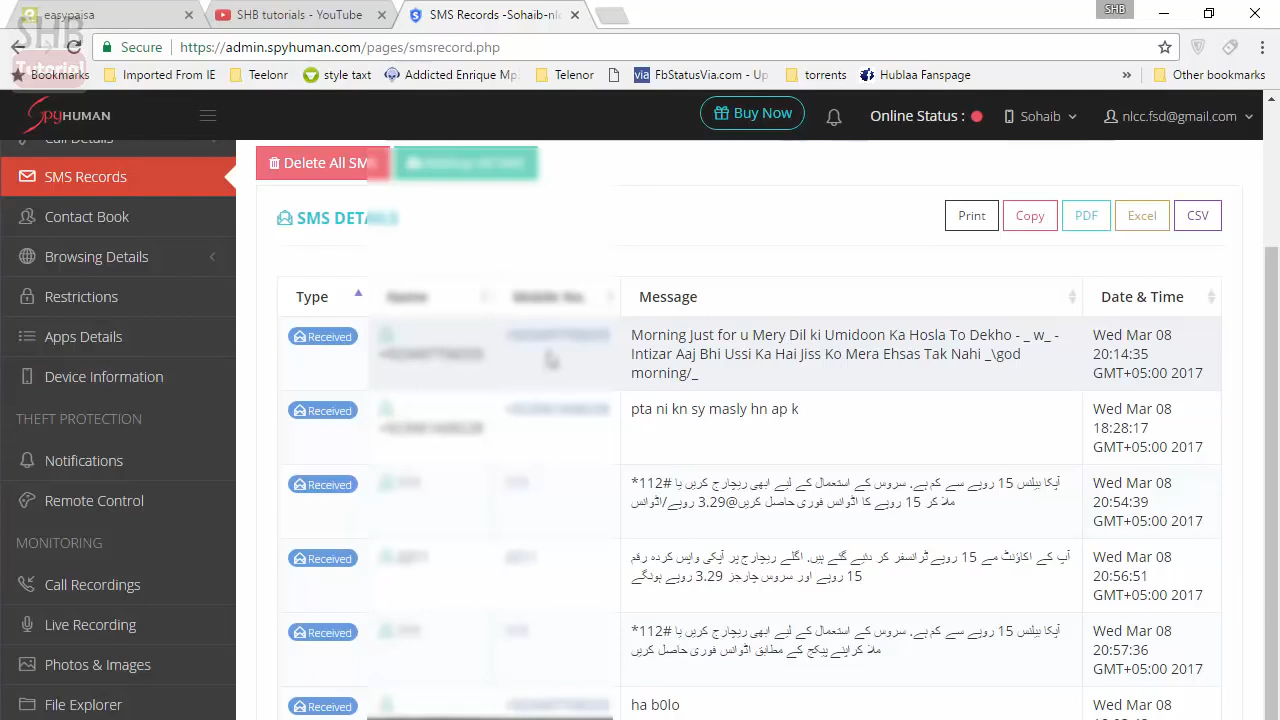 easypaisa
SHB tutorials - YouTube
SMS Records -Sohaib-nlc
SHB
SHB
Tutorial
Secure
https://admin.spyhuman.com/pages/smsrecord.php
Bookmarks
Imported From IE
Teelonr
style taxt
Addicted Enrique Mp
Telenor
via
FbStatusVia.com - Up
torrents
Hublaa Fanspage
»
Other bookmarks
SPYHUMAN
Buy Now
Online Status :
Sohaib
nlcc.fsd@gmail.com
Call Details
SMS Records
Contact Book
Browsing Details
Restrictions
Apps Details
Device Information
THEFT PROTECTION
Notifications
Remote Control
MONITORING
Call Recordings
Live Recording
Photos & Images
File Explorer
Delete All SM
SMS DETAILS
Print
Copy
PDF
Excel
CSV
Type
Name
Mobile No.
Message
Date & Time
Received
Morning Just for u Mery Dil ki Umidoon Ka Hosla To Dekho - _ w_ -
Intizar Aaj Bhi Ussi Ka Hai Jiss Ko Mera Ehsas Tak Nahi _\god
morning/_
Wed Mar 08
20:14:35
GMT+05:00 2017
Received
pta ni kn sy masly hn ap k
Wed Mar 08
18:28:17
GMT+05:00 2017
Received
آپکا بیلنس 15 روپے سے کم ہے. سروس کے استعمال کے لیے ابھی ریچارج کریں یا #112*
ملا کر 15 روپے کا اڈوانس فوری حاصل کریں@3.29 روپے/اڈوانس
Wed Mar 08
20:54:39
GMT+05:00 2017
Received
آپ کے اکاؤنٹ مے 15 روپے ٹرانسفر کر دئیے گئے ہیں. اگلے ریچارج پر آپکی واپس کردہ رقم
15 روپے اور سروس چارجز 3.29 روپے ہونگے
Wed Mar 08
20:56:51
GMT+05:00 2017
Received
آپکا بیلنس 15 روپے سے کم ہے. سروس کے استعمال کے لیے ابھی ریچارج کریں یا #112*
ملا کراپنے پیکج کے مطابق اڈوانس فوری حاصل کریں
Wed Mar 08
20:57:36
GMT+05:00 2017
Received
ha b0lo
Wed Mar 08